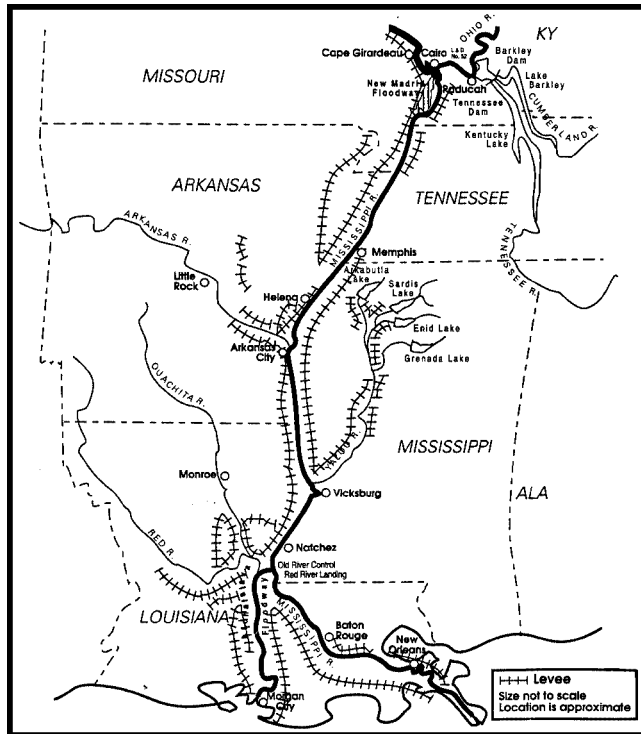 OHIO R.
KY
Cape Girardeau
Cairo
L&D
No. 52
Barkley
Dam
MISSOURI
Lake
Barkley
New Madrid
Floodway
Paducah
Tennessee
Dam
CUMBERLAND R.
Kentucky
Lake
ARKANSAS
TENNESSEE
MISSISSIPPI R.
ARKANSAS R.
TENNESSEE R.
Memphis
Arkabutla
Lake
Little
Rock
Sardis
Lake
Helena
Enid Lake
Arkansas
City
Grenada Lake
OUACHITA R.
YAZOO R.
MISSISSIPPI
Monroe
ALA
Vicksburg
RED R.
Natchez
Old River Control
Red River Landing
LOUISIANA
Floodway
MISSISSIPPI R.
Baton
Rouge
New
Orleans
Morgan
City
Levee
Size not to scale
Location is approximate